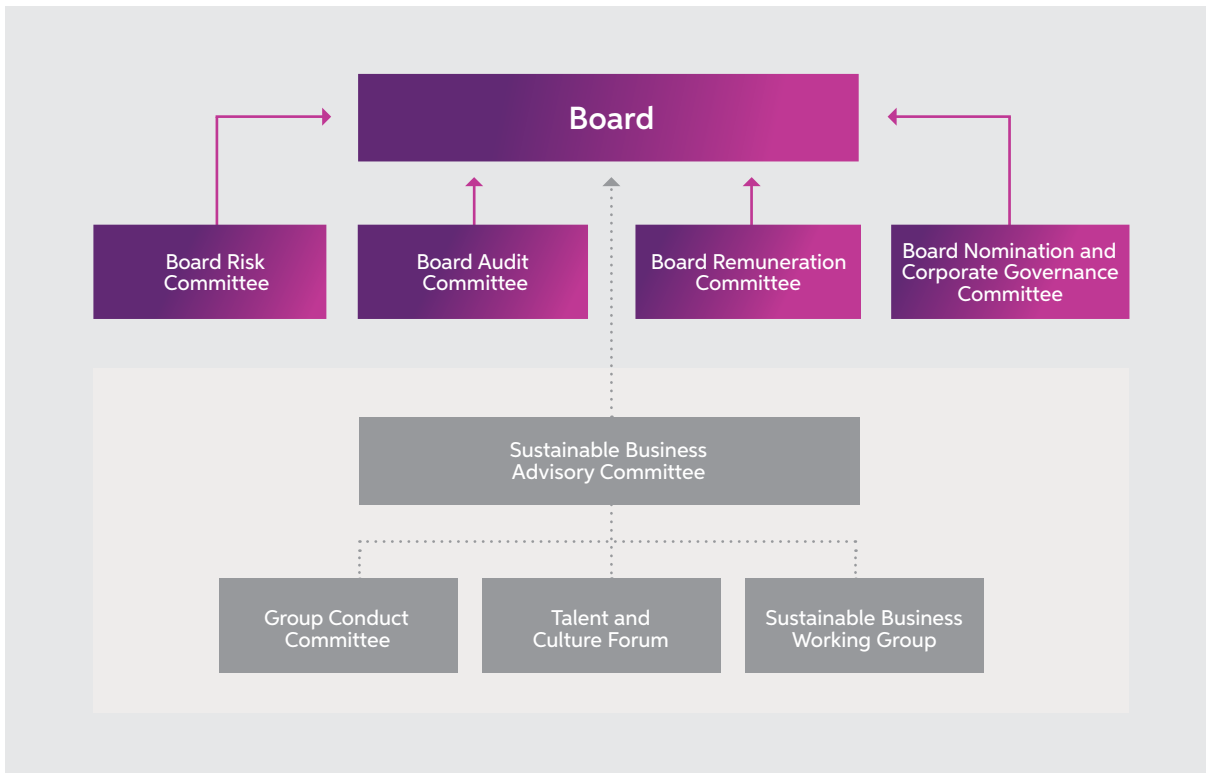 Board
Board Risk
Committee
Board Audit
Committee
Board Remuneration
Committee
Board Nomination and
Corporate Governance
Committee
Sustainable Business
Advisory Committee
Group Conduct
Committee
Talent and
Culture Forum
Sustainable Business
Working Group